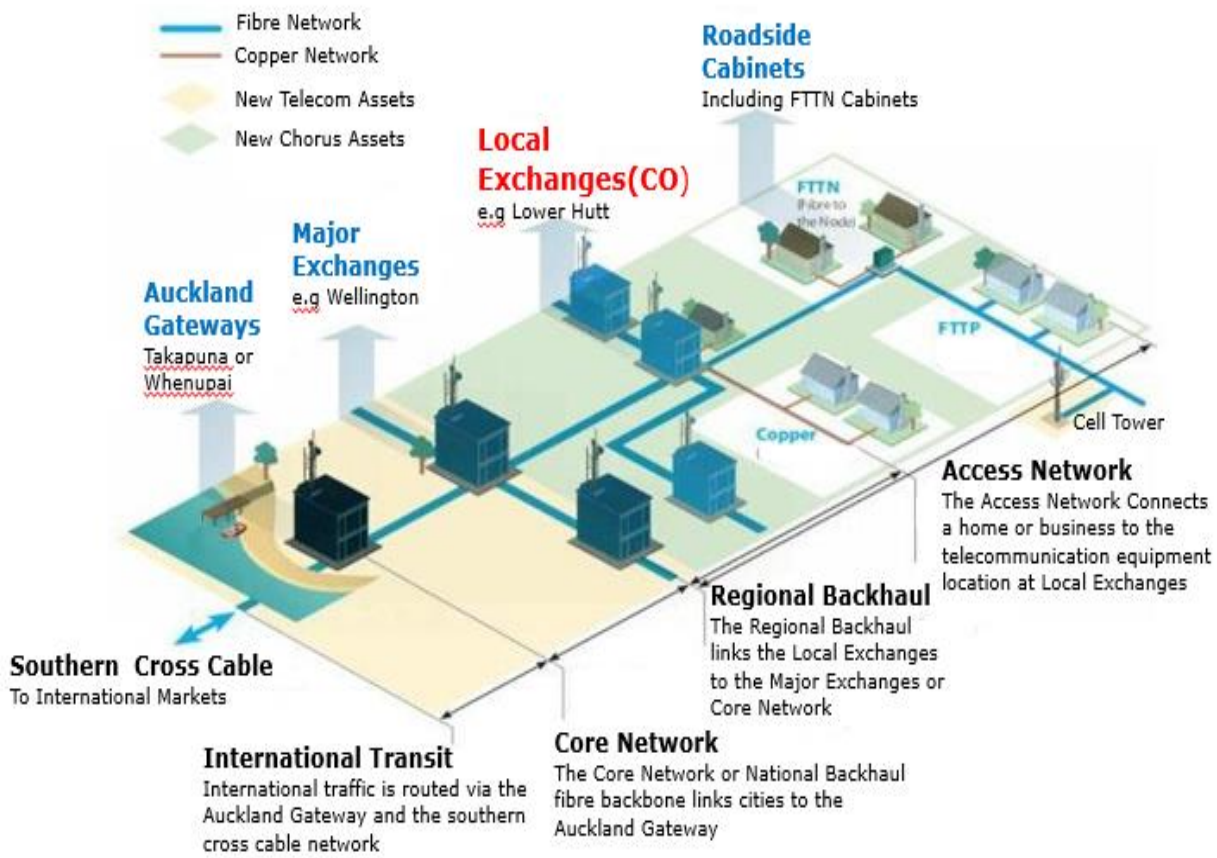 Fibre Network
Copper Network
New Telecom Assets
New Chorus Assets
Roadside
Cabinets
Including FTTN Cabinets
Local
Exchanges(CO)
e.g Lower Hutt
Major
Exchanges
e.g Wellington
Auckland
Gateways
Takapuna or
Whenupai
FTTN
(Fibre to
the Node)
FTTP
Copper
Cell Tower
Access Network
The Access Network Connects
a home or business to the
telecommunication equipment
location at Local Exchanges
Regional Backhaul
The Regional Backhaul
links the Local Exchanges
to the Major Exchanges or
Core Network
Southern Cross Cable
To International Markets
International Transit
International traffic is routed via the
Auckland Gateway and the southern
cross cable network
Core Network
The Core Network or National Backhaul
fibre backbone links cities to the
Auckland Gateway